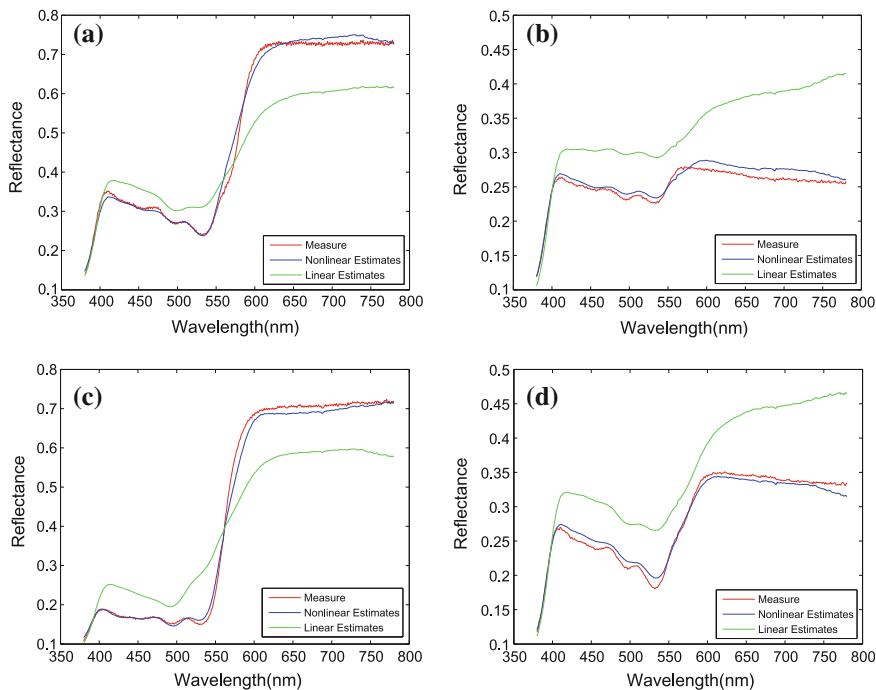 (a)
0.8
0.7
0.6
0.5
0.4
0.3
0.2
0.1
Reflectance
350 400 450 500 550 600 650 700 750 800
Wavelength(nm)
Measure
Nonlinear Estimates
Linear Estimates
(b)
0.5
0.45
0.4
0.35
0.3
0.25
0.2
0.15
0.1
Reflectance
350 400 450 500 550 600 650 700 750 800
Wavelength(nm)
Measure
Nonlinear Estimates
Linear Estimates
(c)
0.8
0.7
0.6
0.5
0.4
0.3
0.2
0.1
Reflectance
350 400 450 500 550 600 650 700 750 800
Wavelength(nm)
Measure
Nonlinear Estimates
Linear Estimates
(d)
0.5
0.45
0.4
0.35
0.3
0.25
0.2
0.15
0.1
Reflectance
350 400 450 500 550 600 650 700 750 800
Wavelength(nm)
Measure
Nonlinear Estimates
Linear Estimates